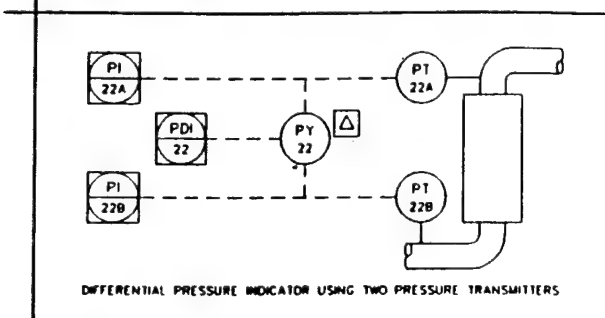 PI
22A
PT
22A
PDI
22
PY
22
Δ
PI
22B
PT
22B
DIFFERENTIAL PRESSURE INDICATOR USING TWO PRESSURE TRANSMITTERS